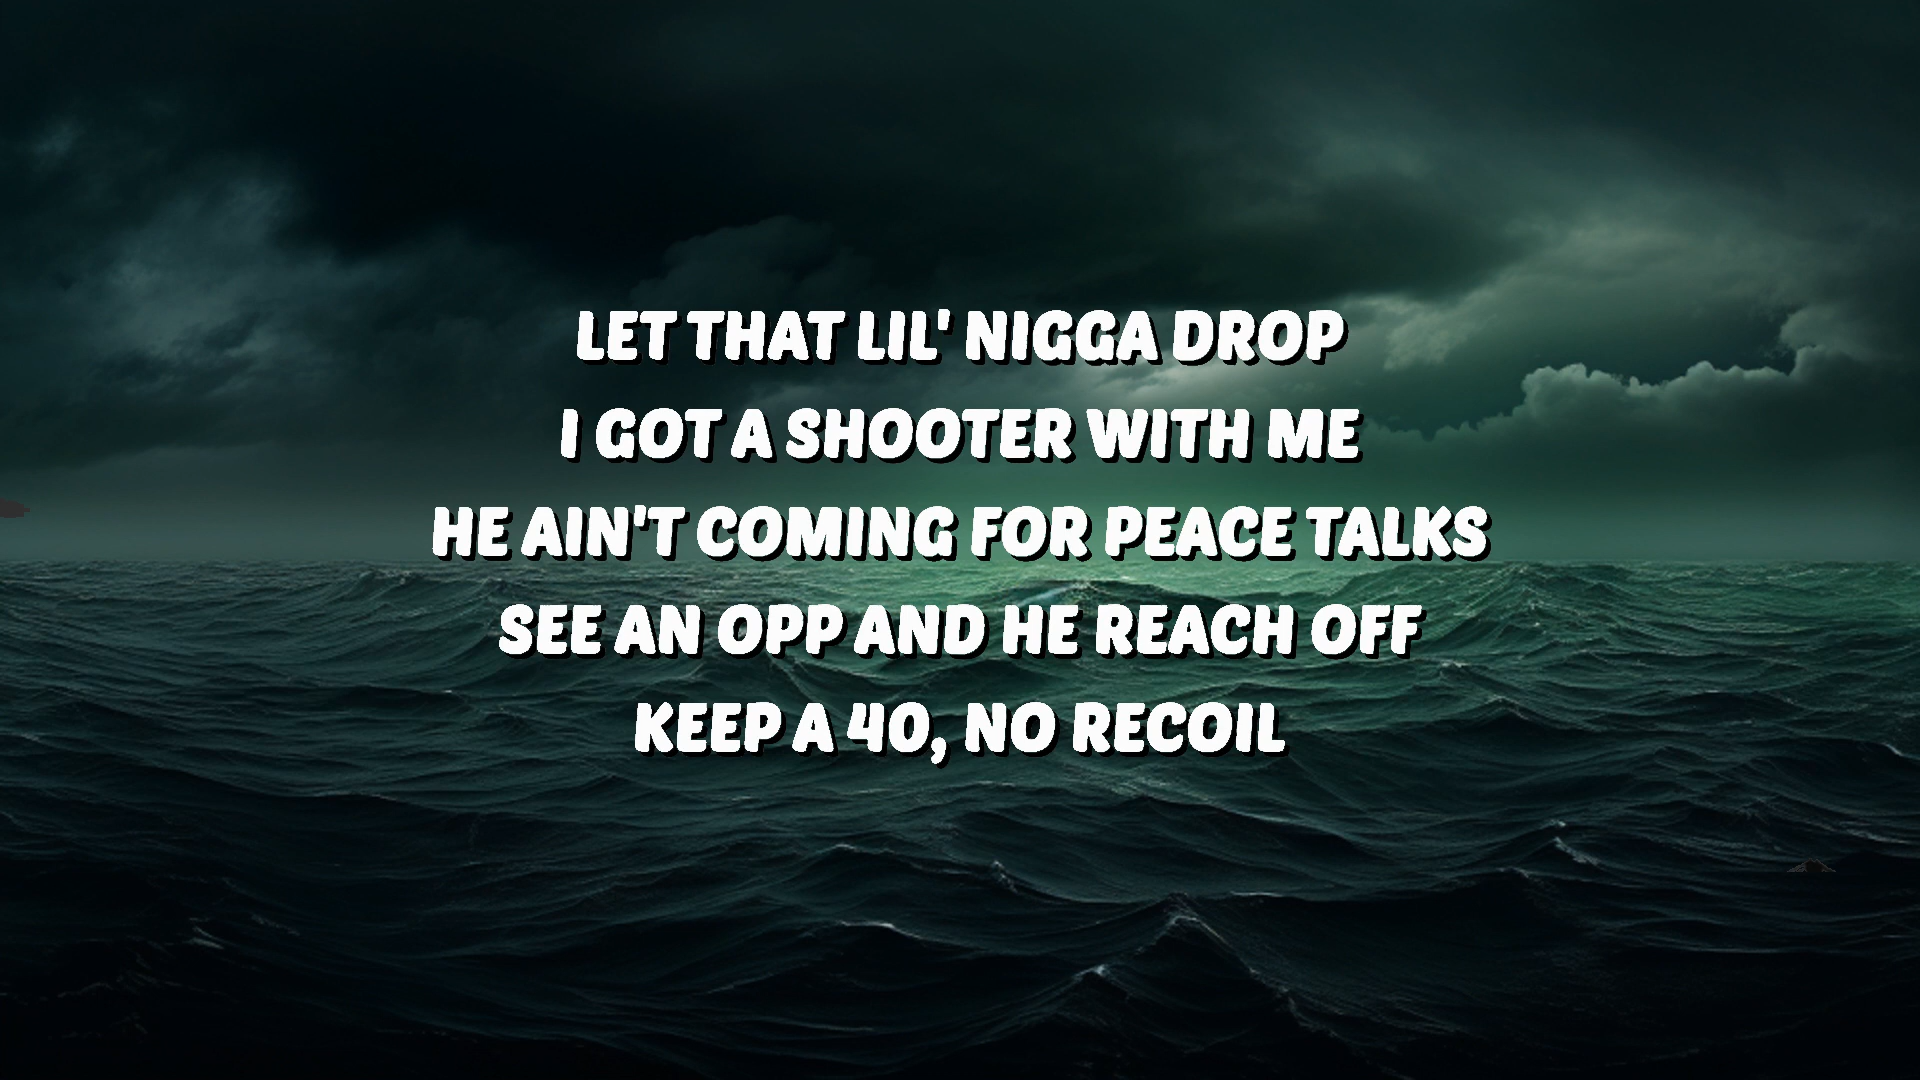 LET THAT LIL' NIGGA DROP
I GOT A SHOOTER WITH ME
HE AIN'T COMING FOR PEACE TALKS
SEE AN OPP AND HE REACH OFF
KEEP A 40, NO RECOIL